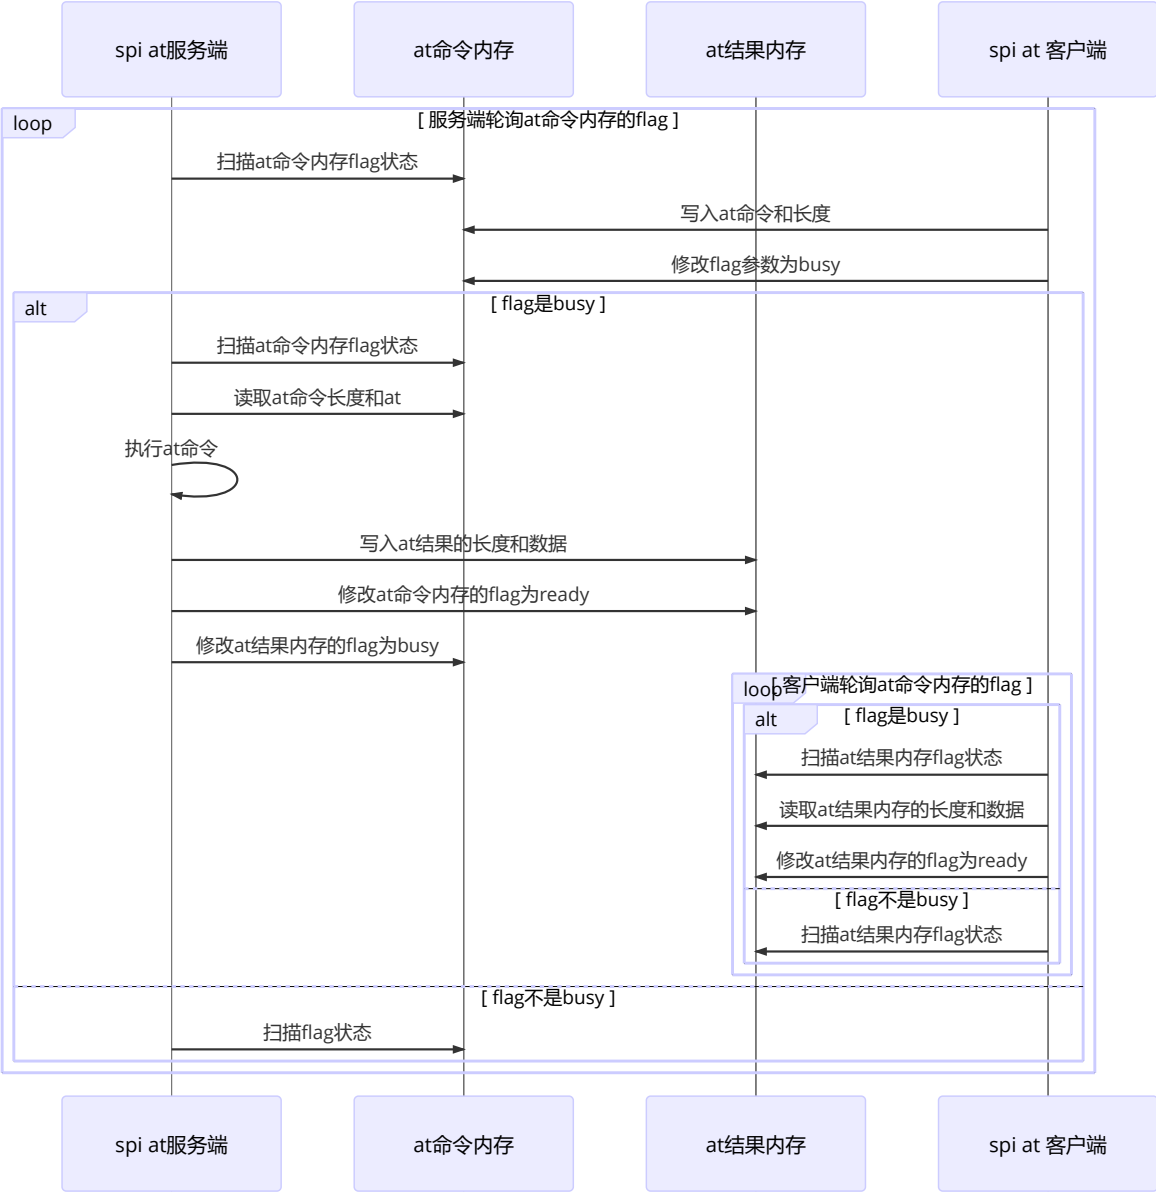 spi at服务端
at命令内存
at结果内存
spi at 客户端
loop
[ 服务端轮询at命令内存的flag ]
扫描at命令内存flag状态
写入at命令和长度
修改flag参数为busy
alt
[ flag是busy ]
扫描at命令内存flag状态
读取at命令长度和at
执行at命令
写入at结果的长度和数据
修改at命令内存的flag为ready
修改at结果内存的flag为busy
loop
[ 客户端轮询at命令内存的flag ]
alt
[ flag是busy ]
扫描at结果内存flag状态
读取at结果内存的长度和数据
修改at结果内存的flag为ready
[ flag不是busy ]
扫描at结果内存flag状态
[ flag不是busy ]
扫描flag状态
spi at服务端
at命令内存
at结果内存
spi at 客户端